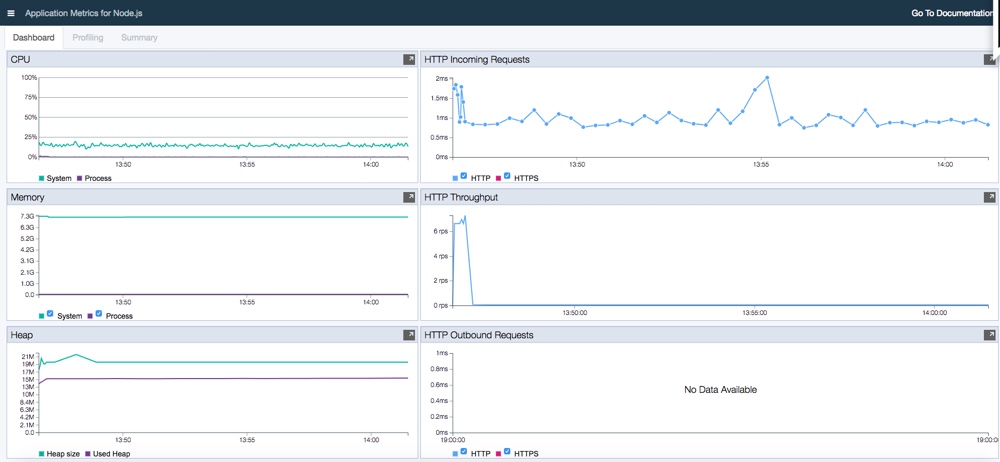 Application Metrics for Node.js
Go To Documentation
Dashboard Profiling Summary
CPU
100%
75%
50%
25%
0%
13:50 13:55 14:00
System Process
HTTP Incoming Requests
2ms
1.5ms
1ms
0.5ms
0ms
13:50 13:55 14:00
HTTP HTTPS
Memory
7.3G
6.3G
5.2G
4.2G
3.1G
2.1G
1.0G
0.0
13:50 13:55 14:00
System Process
HTTP Throughput
6 rps
4 rps
2 rps
0 rps
13:50:00 13:55:00 14:00:00
Heap
21M
19M
17M
15M
13M
10M
8.4M
6.3M
4.2M
2.1M
0.0
13:50 13:55 14:00
Heap size Used Heap
HTTP Outbound Requests
1ms
0.8ms
0.6ms
0.4ms
0.2ms
0ms
No Data Available
19:00:00 19:00:0
HTTP HTTPS